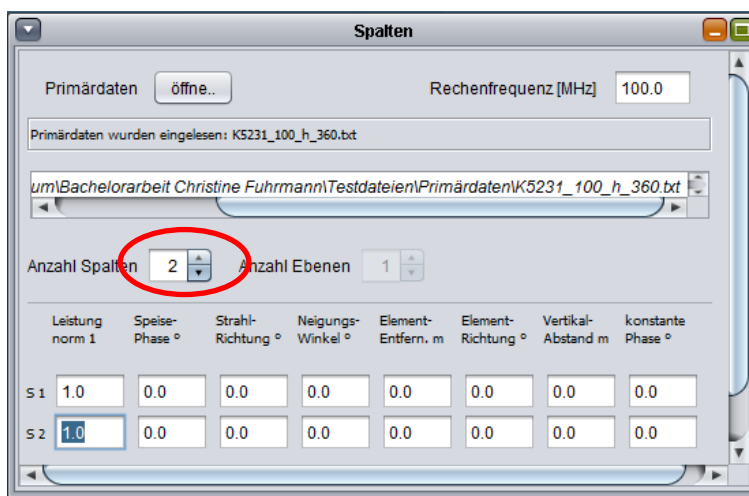 Spalten
Primärdaten öffne.. Rechenfrequenz [MHz] 100.0
Primärdaten wurden eingelesen: K5231_100_h_360.txt
um\Bachelorarbeit Christine Fuhrmann\Testdateien\Primärdaten\K5231_100_h_360.txt
Anzahl Spalten 2 Anzahl Ebenen 1
Leistung Speise- Strahl- Neigungs- Element- Element- Vertikal- konstante
norm 1 Phase º Richtung º Winkel º Entfern. m Richtung º Abstand m Phase º
S 1 1.0 0.0 0.0 0.0 0.0 0.0 0.0 0.0
S 2 1.0 0.0 0.0 0.0 0.0 0.0 0.0 0.0